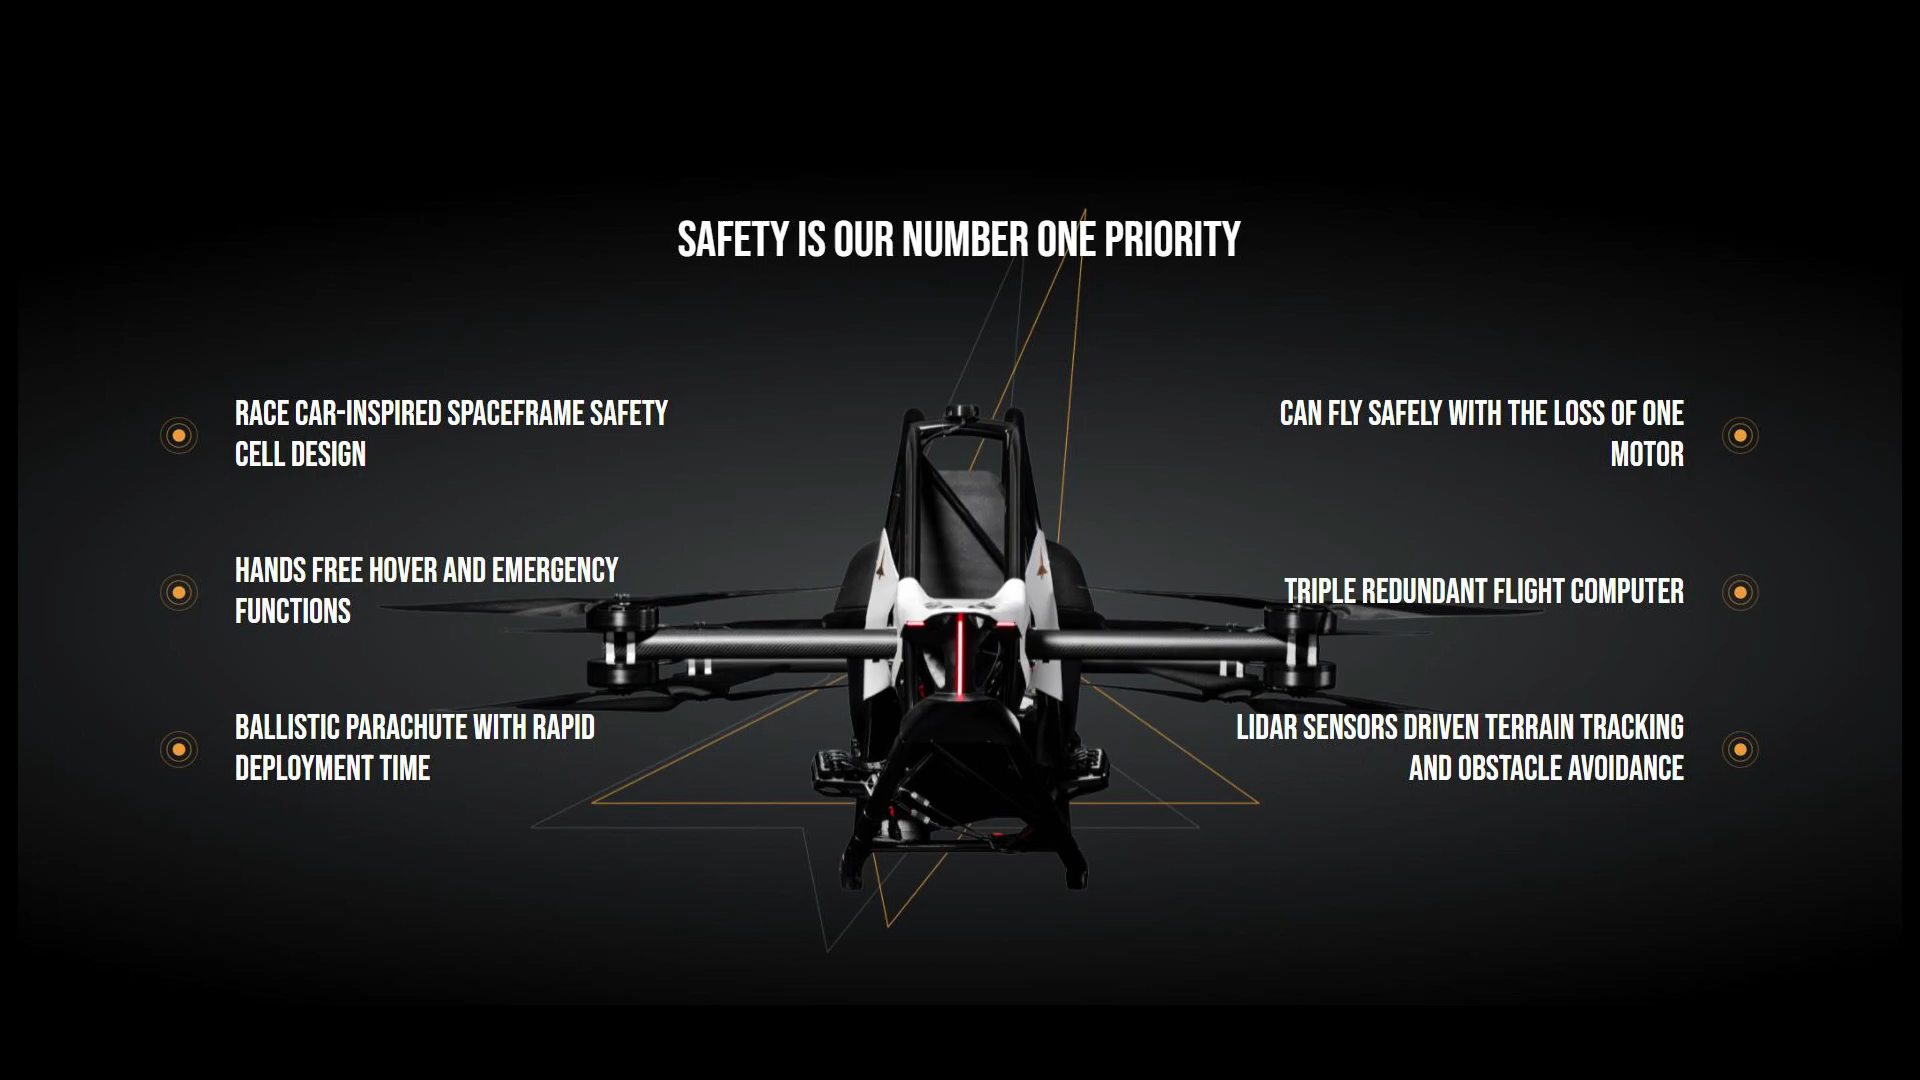 SAFETY IS OUR NUMBER ONE PRIORITY
RACE CAR-INSPIRED SPACEFRAME SAFETY
CELL DESIGN
HANDS FREE HOVER AND EMERGENCY
FUNCTIONS
BALLISTIC PARACHUTE WITH RAPID
DEPLOYMENT TIME
CAN FLY SAFELY WITH THE LOSS OF ONE
MOTOR
TRIPLE REDUNDANT FLIGHT COMPUTER
LIDAR SENSORS DRIVEN TERRAIN TRACKING
AND OBSTACLE AVOIDANCE